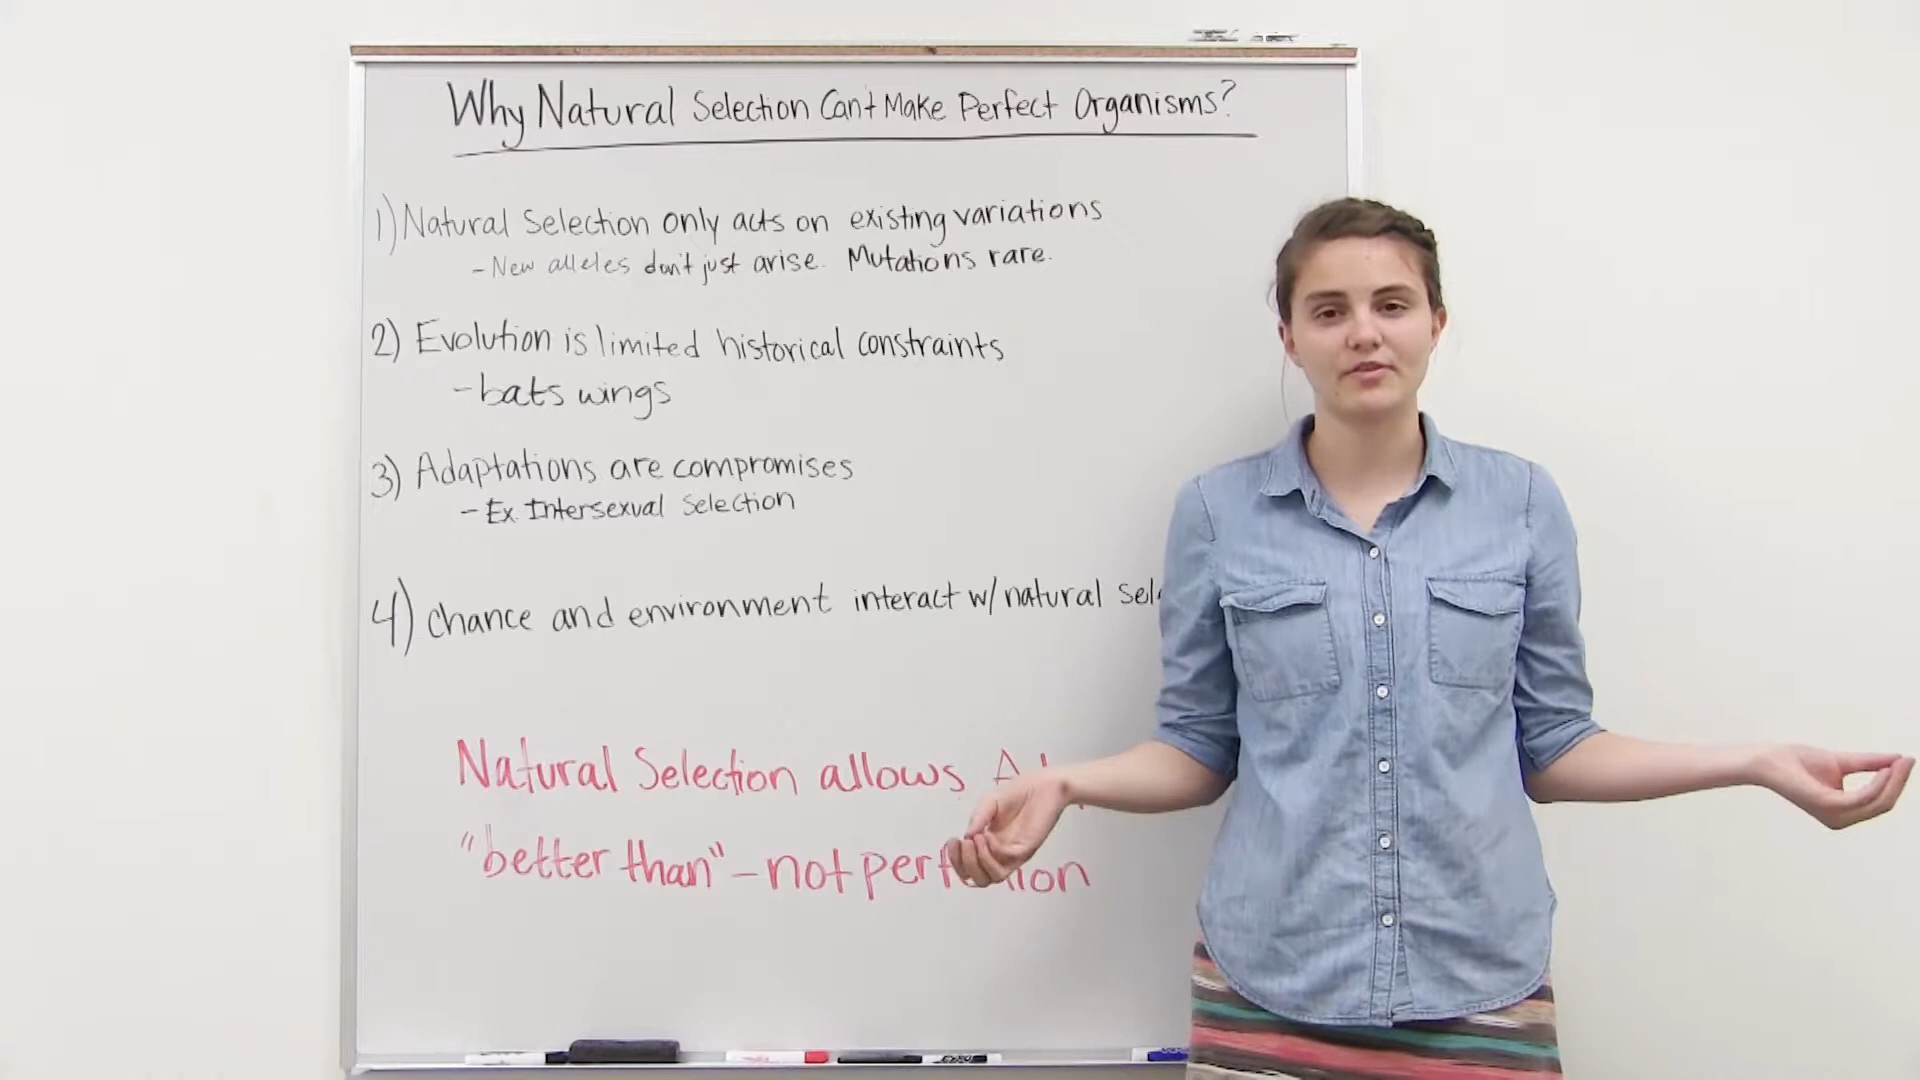 Why Natural Selection Can't Make Perfect Organisms?
1) Natural Selection only acts on existing variations
- New alleles don't just arise. Mutations rare.
2) Evolution is limited historical constraints
- bats wings
3) Adaptations are compromises
- Ex. Intersexual Selection
4) chance and environment interact w/ natural
Natural Selection allows
"better than" - not